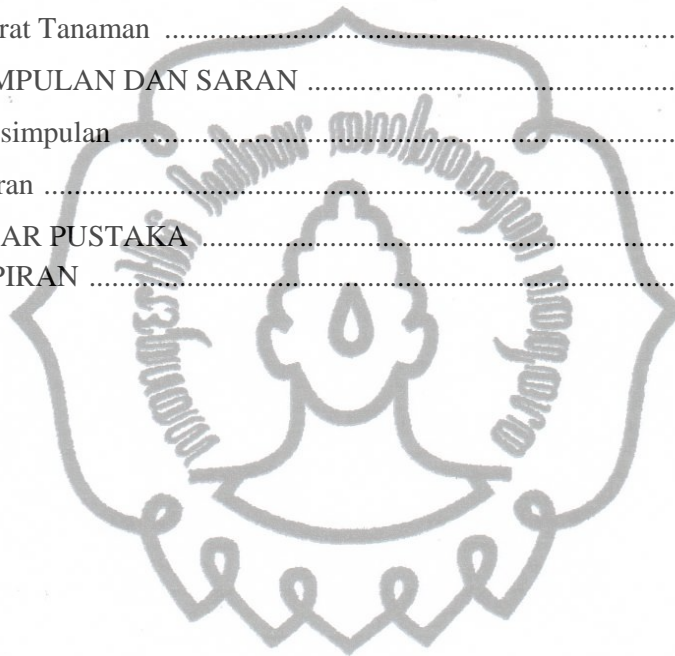 rat Tanaman ..........................................................................................
MPULAN DAN SARAN ................................................................
simpulan .................................................................................................
ran ..............................................................................................................
AR PUSTAKA .....................................................................................
PIRAN .......................................................................................................